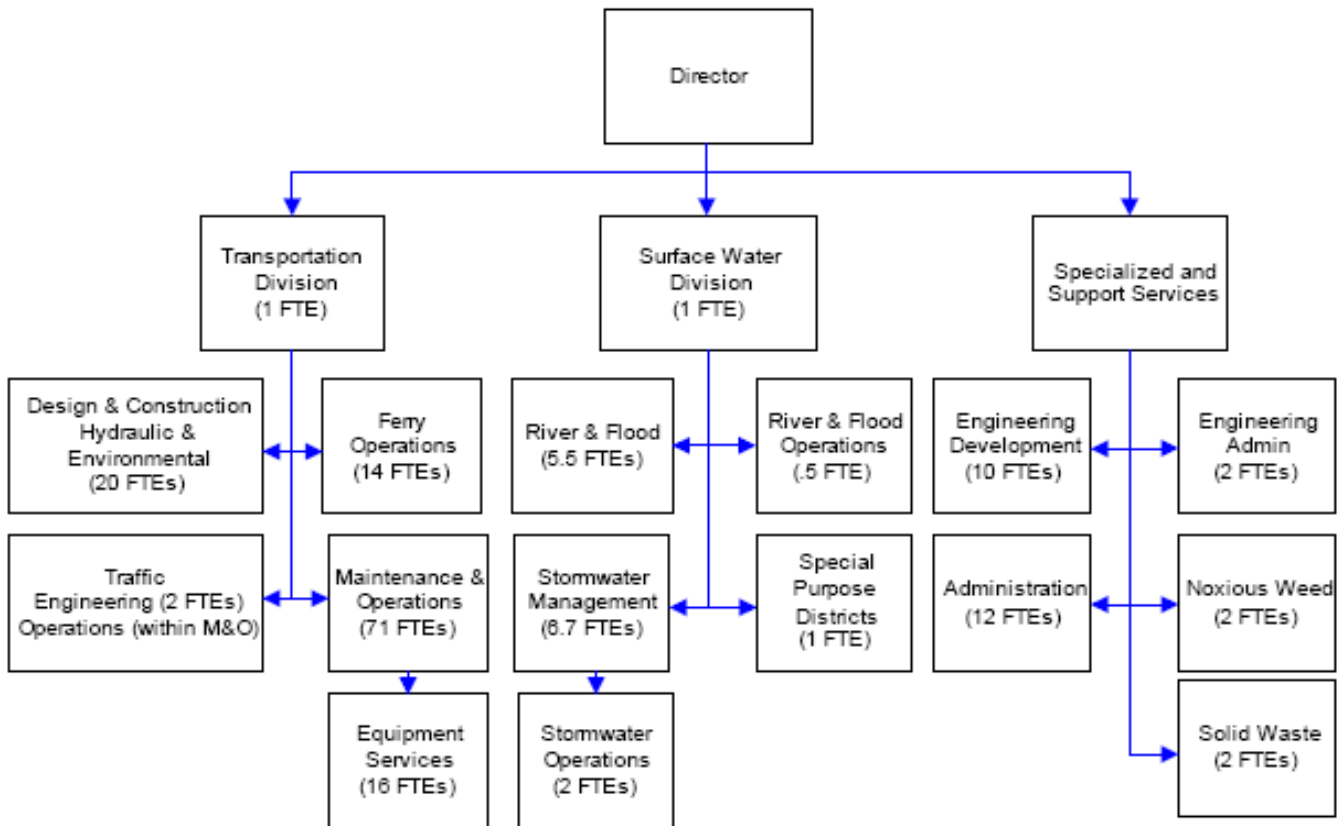 Director
Transportation
Division
(1 FTE)
Surface Water
Division
(1 FTE)
Specialized and
Support Services
Design & Construction
Hydraulic &
Environmental
(20 FTEs)
Ferry
Operations
(14 FTEs)
River & Flood
(5.5 FTEs)
River & Flood
Operations
(.5 FTE)
Engineering
Development
(10 FTEs)
Engineering
Admin
(2 FTEs)
Traffic
Engineering (2 FTEs)
Operations (within M&O)
Maintenance &
Operations
(71 FTEs)
Stormwater
Management
(6.7 FTEs)
Special
Purpose
Districts
(1 FTE)
Administration
(12 FTEs)
Noxious Weed
(2 FTEs)
Equipment
Services
(16 FTEs)
Stormwater
Operations
(2 FTEs)
Solid Waste
(2 FTEs)